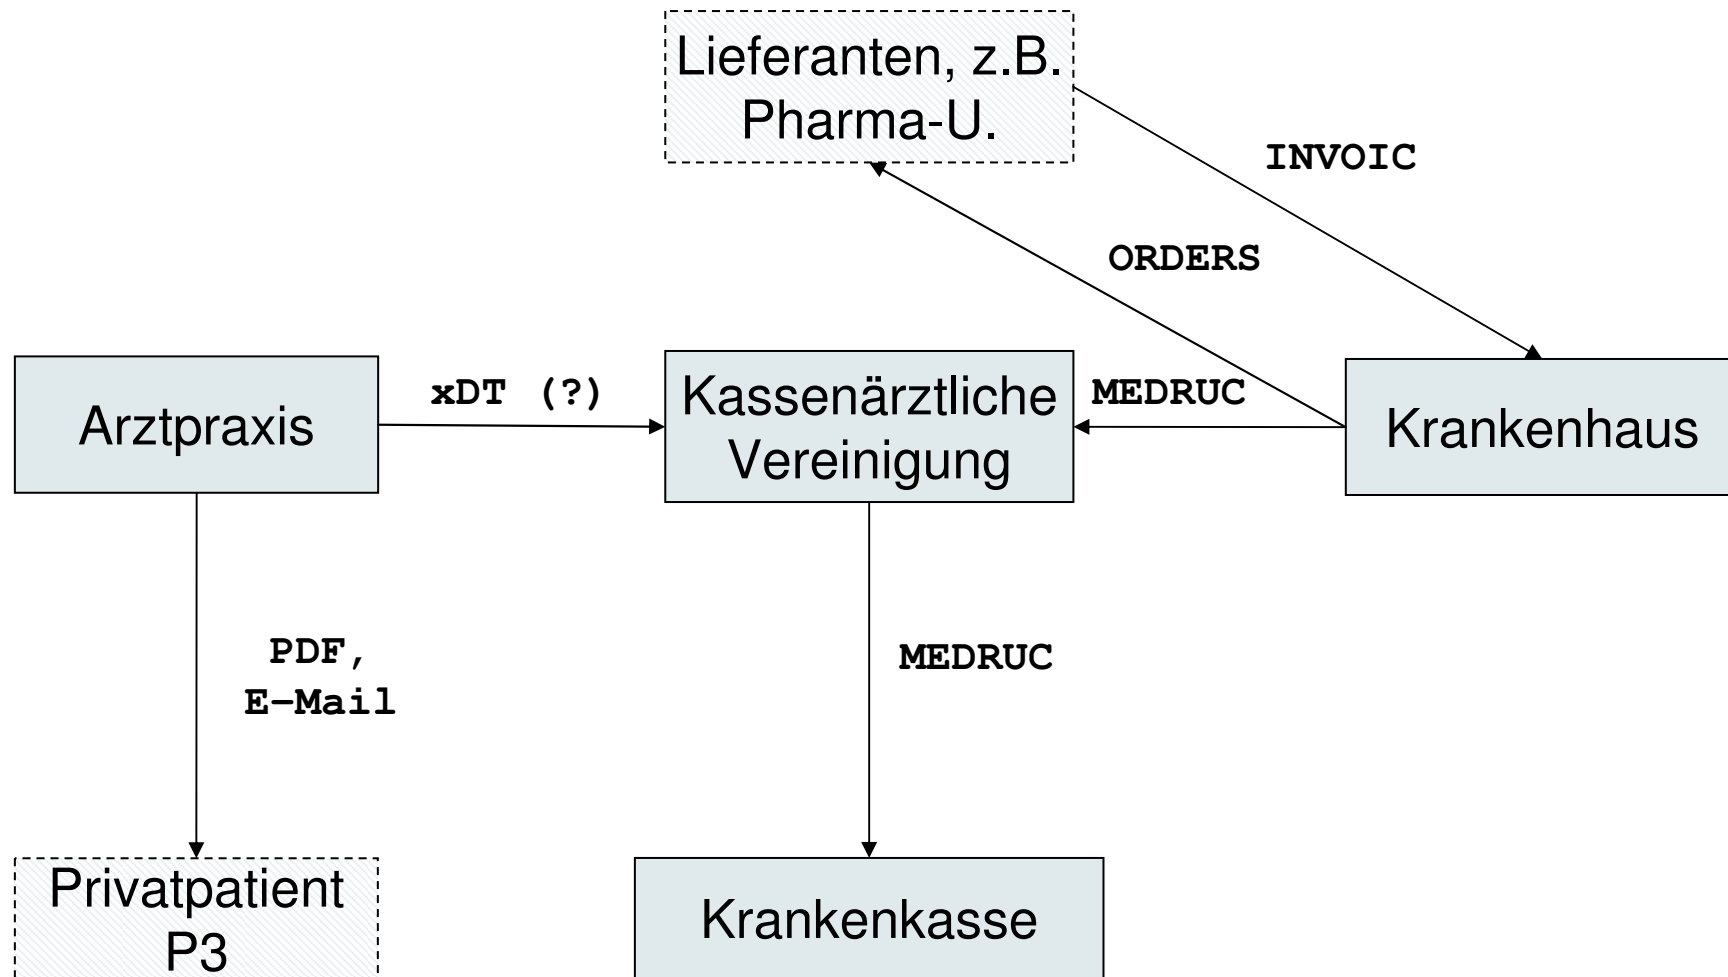 Lieferanten, z.B.
Pharma-U.
INVOIC
ORDERS
Arztpraxis
xDT (?)
Kassenärztliche
Vereinigung
MEDRUC
Krankenhaus
PDF,
E-Mail
MEDRUC
Privatpatient
P3
Krankenkasse